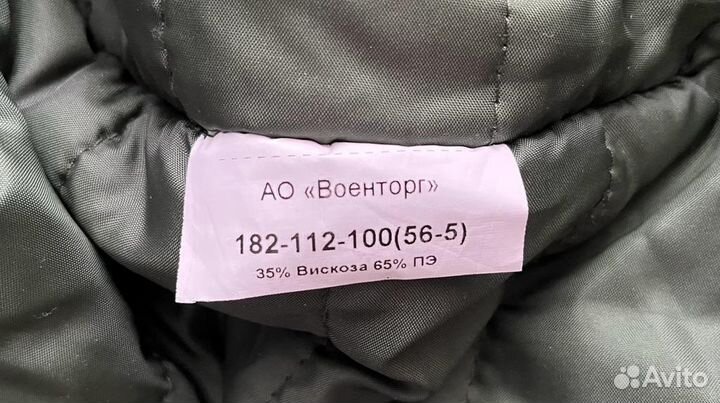 АО «Военторг»
182-112-100(56-5)
35% Вискоза 65% ПЭ
Avito